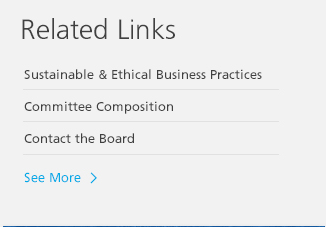 Related Links
Sustainable & Ethical Business Practices
Committee Composition
Contact the Board
See More